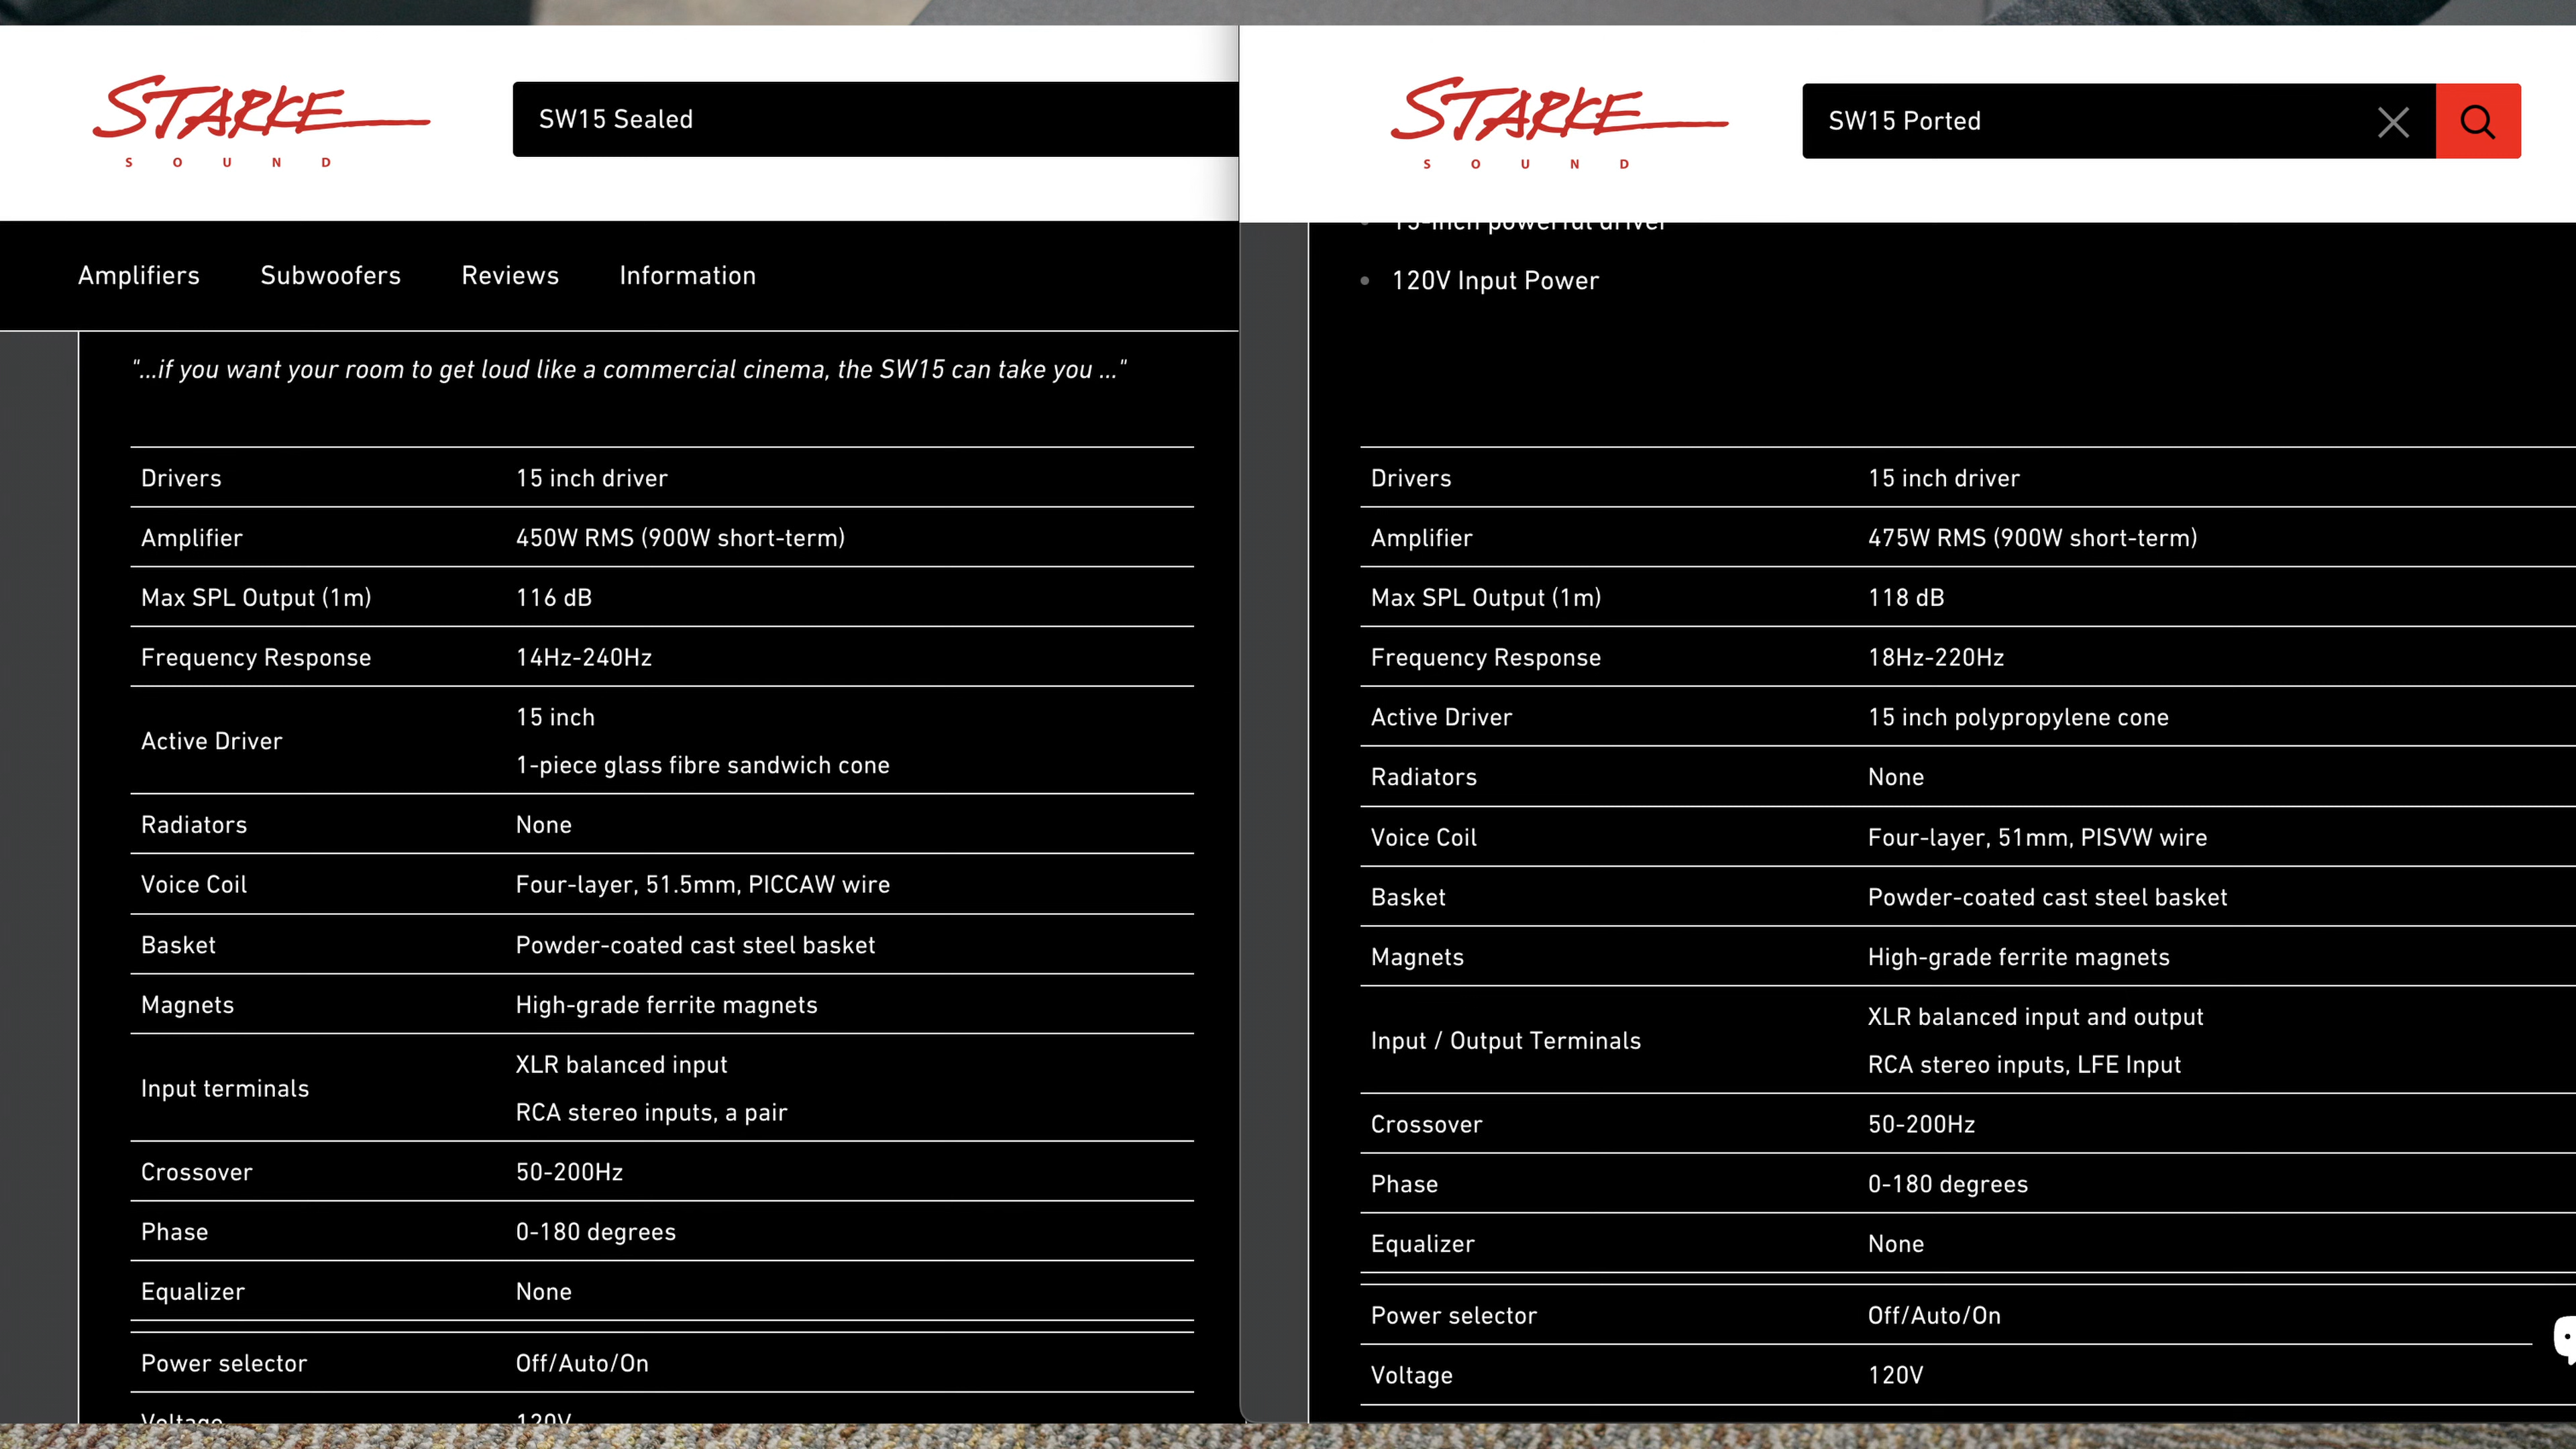 STARKE
SOUND
SW15 Sealed
Amplifiers Subwoofers Reviews Information
"...if you want your room to get loud like a commercial cinema, the SW15 can take you ..."
Drivers 15 inch driver
Amplifier 450W RMS (900W short-term)
Max SPL Output (1m) 116 dB
Frequency Response 14Hz-240Hz
Active Driver 15 inch
1-piece glass fibre sandwich cone
Radiators None
Voice Coil Four-layer, 51.5mm, PICCAW wire
Basket Powder-coated cast steel basket
Magnets High-grade ferrite magnets
Input terminals XLR balanced input
RCA stereo inputs, a pair
Crossover 50-200Hz
Phase 0-180 degrees
Equalizer None
Power selector Off/Auto/On
Voltage 120V
STARKE
SOUND
SW15 Ported
15-inch powerful driver
120V Input Power
Drivers 15 inch driver
Amplifier 475W RMS (900W short-term)
Max SPL Output (1m) 118 dB
Frequency Response 18Hz-220Hz
Active Driver 15 inch polypropylene cone
Radiators None
Voice Coil Four-layer, 51mm, PISVW wire
Basket Powder-coated cast steel basket
Magnets High-grade ferrite magnets
Input / Output Terminals XLR balanced input and output
RCA stereo inputs, LFE Input
Crossover 50-200Hz
Phase 0-180 degrees
Equalizer None
Power selector Off/Auto/On
Voltage 120V